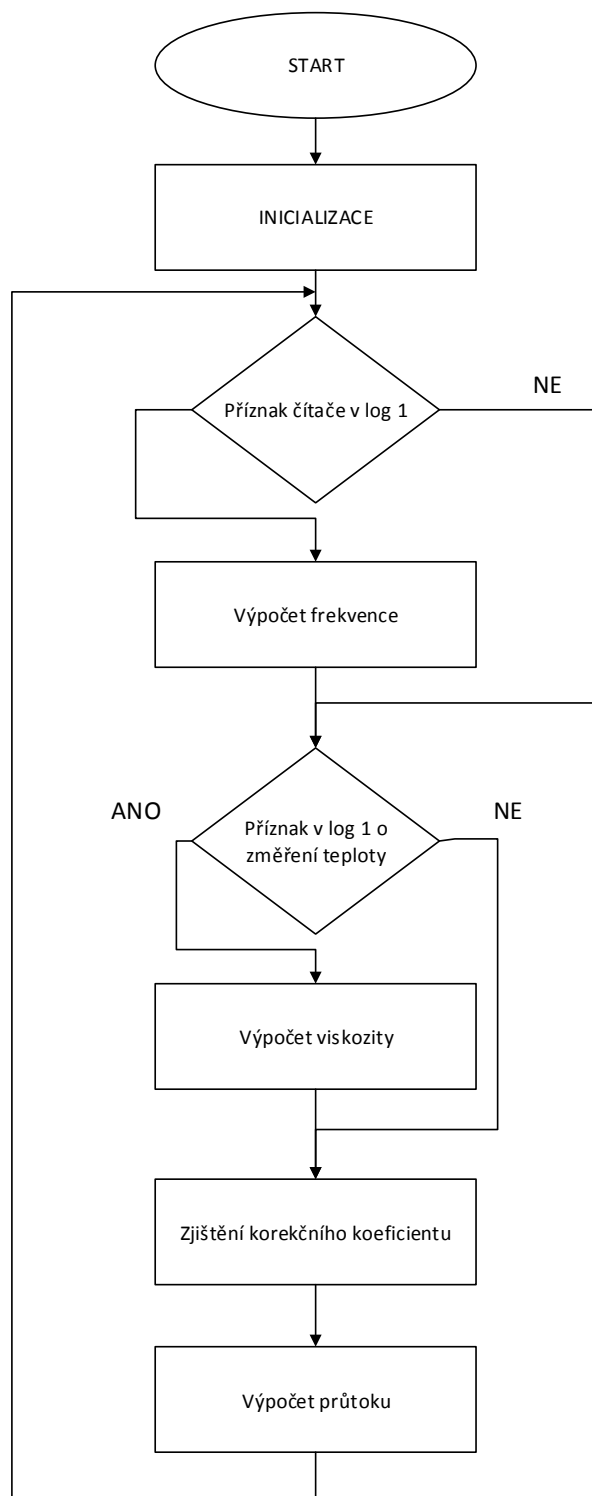 START
INICIALIZACE
Příznak čítače v log 1
NE
Výpočet frekvence
ANO
Příznak v log 1 o
změření teploty
NE
Výpočet viskozity
Zjištění korekčního koeficientu
Výpočet průtoku